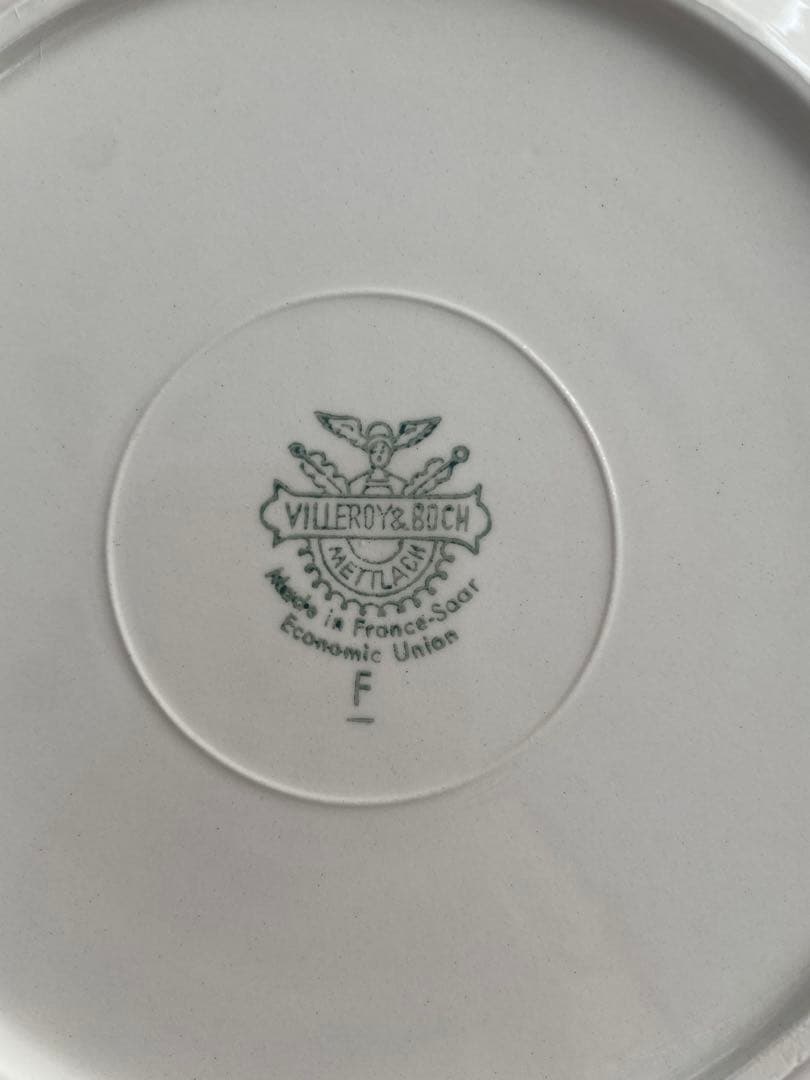 VILLEROY & BOCH
METTLACH
Made in France-Saar
Economic Union
F